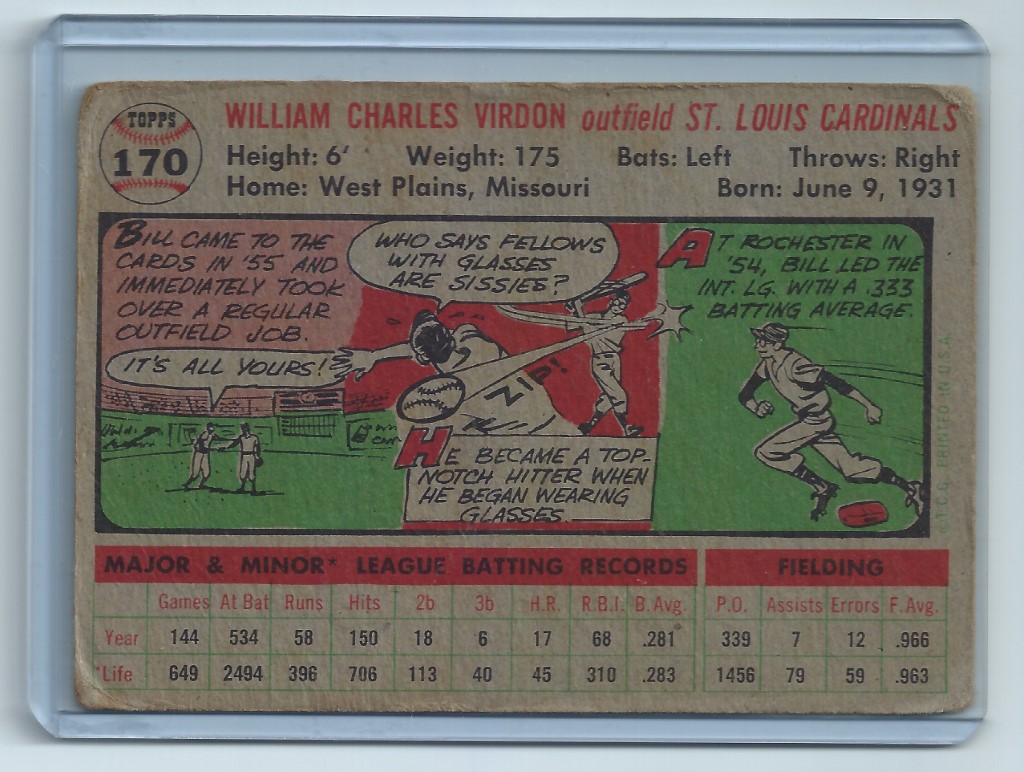 TOPPS
170
WILLIAM CHARLES VIRDON outfield ST. LOUIS CARDINALS
Height: 6' Weight: 175 Bats: Left Throws: Right
Home: West Plains, Missouri Born: June 9, 1931
BILL CAME TO THE
CARDS IN '55 AND
IMMEDIATELY TOOK
OVER A REGULAR
OUTFIELD JOB.
IT'S ALL YOURS!
WHO SAYS FELLOWS
WITH GLASSES
ARE SISSIES?
ZIP!
HE BECAME A TOP-
NOTCH HITTER WHEN
HE BEGAN WEARING
GLASSES.
AT ROCHESTER IN
'54, BILL LED THE
INT. LG. WITH A .333
BATTING AVERAGE.
©T.C.G. PRINTED IN U.S.A.
MAJOR & MINOR* LEAGUE BATTING RECORDS FIELDING
Games At Bat Runs Hits 2b 3b H.R. R.B.I. B.Avg. P.O. Assists Errors F.Avg.
Year 144 534 58 150 18 6 17 68 .281 339 7 12 .966
*Life 649 2494 396 706 113 40 45 310 .283 1456 79 59 .963